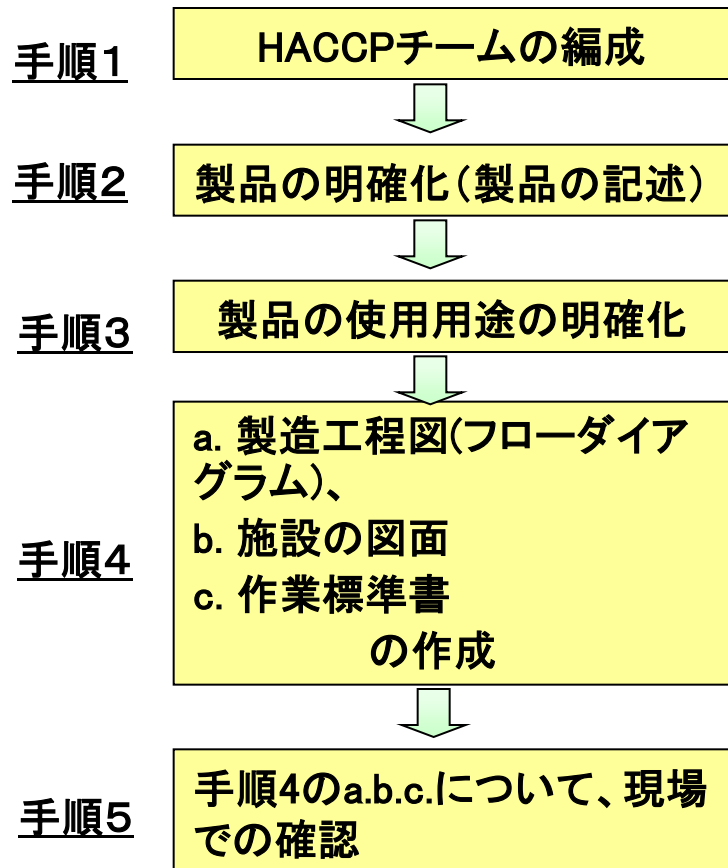 手順1
HACCPチームの編成
手順2
製品の明確化(製品の記述)
手順3
製品の使用用途の明確化
手順4
a. 製造工程図(フローダイア
グラム)、
b. 施設の図面
c. 作業標準書
の作成
手順5
手順4のa.b.c.について、現場
での確認